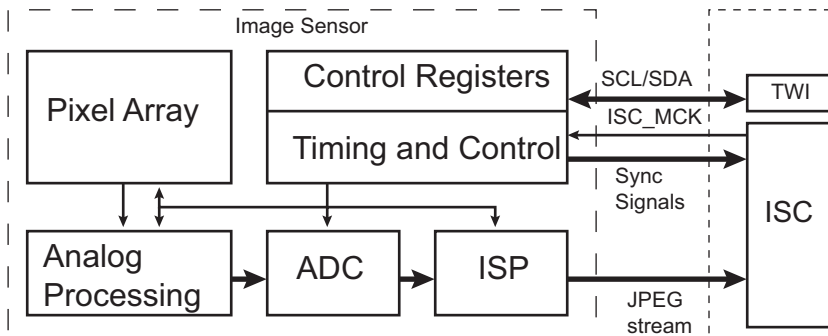 Image Sensor
Pixel Array
Control Registers
Timing and Control
SCL/SDA
TWI
ISC_MCK
Sync
Signals
ISC
Analog
Processing
ADC
ISP
JPEG
stream